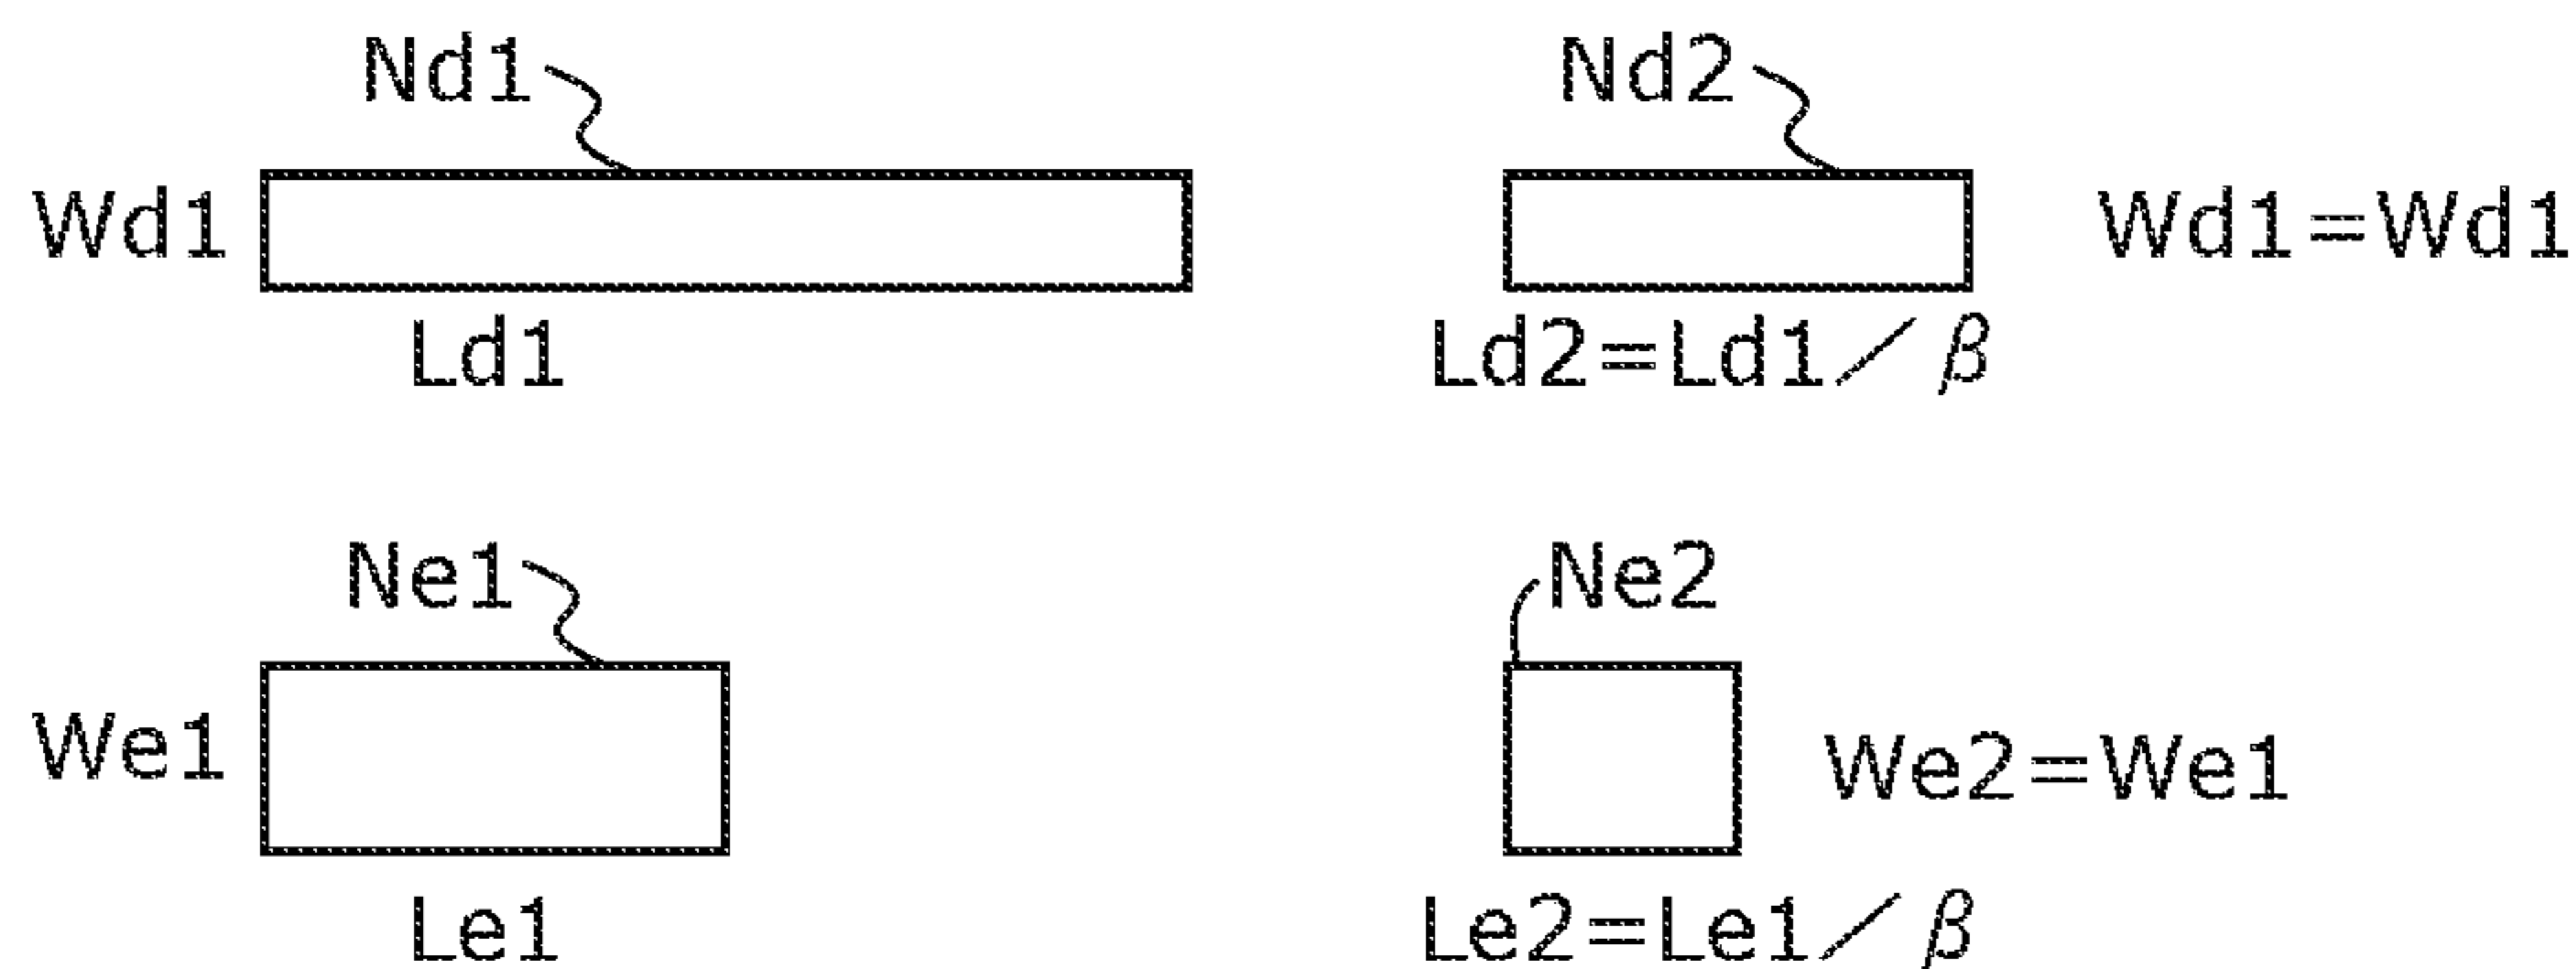 Nd1
Nd2
Wd1
Wd1=Wd1
Ld1
Ld2=Ld1／β
Ne1
Ne2
We1
We2=We1
Le1
Le2=Le1／β